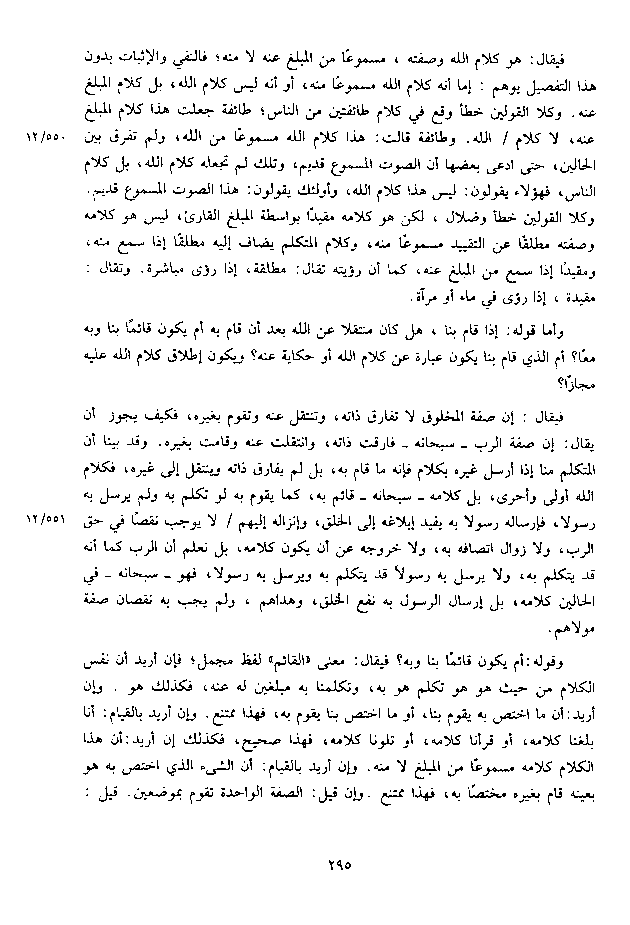 فيقال: هو كلام الله وصفته ، مسموعًا من المبلغ عنه لا منه؛ فالنفي والإثبات بدون
هذا التفصيل يوهم : إما أنه كلام الله مسموعًا منه، أو أنه ليس كلام الله، بل كلام المبلغ
عنه. وكلا القولين خطأ وقع في كلام طائفتين من الناس؛ طائفة جعلت هذا كلام المبلغ
عنه، لا كلام / الله. وطائفة قالت: هذا كلام الله مسموعًا من الله، ولم تفرق بين
١٢/٥٥٠
الحالين، حتى ادعى بعضها أن الصوت المسموع قديم، وتلك لم تجعله كلام الله، بل كلام
الناس، فهؤلاء يقولون: ليس هذا كلام الله، وأولئك يقولون: هذا الصوت المسموع قديم.
وكلا القولين خطأ وضلال ، لكن هو كلامه مقيدًا بواسطة المبلغ القارئ، ليس هو كلامه
وصفته مطلقًا عن التقييد مسموعًا منه، وكلام المتكلم يضاف إليه مطلقًا إذا سمع منه،
ومقيدًا إذا سمع من المبلغ عنه، كما أن رؤيته تقال: مطلقة، إذا رؤى مباشرة. وتقال :
مقيدة ، إذا رؤى في ماء أو مرآة.
وأما قوله: إذا قام بنا ، هل كان منتقلا عن الله بعد أن قام به أم يكون قائمًا بنا وبه
معًا؟ أم الذي قام بنا يكون عبارة عن كلام الله أو حكاية عنه؟ ويكون إطلاق كلام الله عليه
مجازًا؟
فيقال : إن صفة المخلوق لا تفارق ذاته، وتنتقل عنه وتقوم بغيره، فكيف يجوز أن
يقال: إن صفة الرب ـ سبحانه ـ فارقت ذاته، وانتقلت عنه وقامت بغيره. وقد بينا أن
المتكلم منا إذا أرسل غيره بكلام فإنه ما قام به، بل لم يفارق ذاته وينتقل إلى غيره، فكلام
الله أولى وأحرى، بل كلامه ـ سبحانه ـ قائم به، كما يقوم به لو تكلم به ولم يرسل به
رسولا، فإرساله رسولا به يفيد إبلاغه إلى الخلق، وإنزاله إليهم / لا يوجب نقصًا في حق
١٢/٥٥١
الرب، ولا زوال اتصافه به، ولا خروجه عن أن يكون كلامه، بل نعلم أن الرب كما أنه
قد يتكلم به، ولا يرسل به رسولاً قد يتكلم به ويرسل به رسولا، فهو ـ سبحانه ـ في
الحالين كلامه، بل إرسال الرسول به نفع الخلق، وهداهم ، ولم يجب به نقصان صفة
مولاهم.
وقوله:أم يكون قائمًا بنا وبه؟ فيقال: معنى «القائم» لفظ مجمل؛ فإن أريد أن نفس
الكلام من حيث هو هو تكلم هو به، وتكلمنا به مبلغين له عنه، فكذلك هو . وإن
أريد:أن ما اختص به يقوم بنا، أو ما اختص بنا يقوم به، فهذا ممتنع. وإن أريد بالقيام: أنا
بلغنا كلامه، أو قرأنا كلامه، أو تلونا كلامه، فهذا صحيح، فكذلك إن أريد:أن هذا
الكلام كلامه مسموعًا من المبلغ لا منه. وإن أريد بالقيام: أن الشىء الذي اختص به هو
بعينه قام بغيره مختصًا به، فهذا ممتنع .وإن قيل: الصفة الواحدة تقوم بموضعين. قيل :
٢٩٥